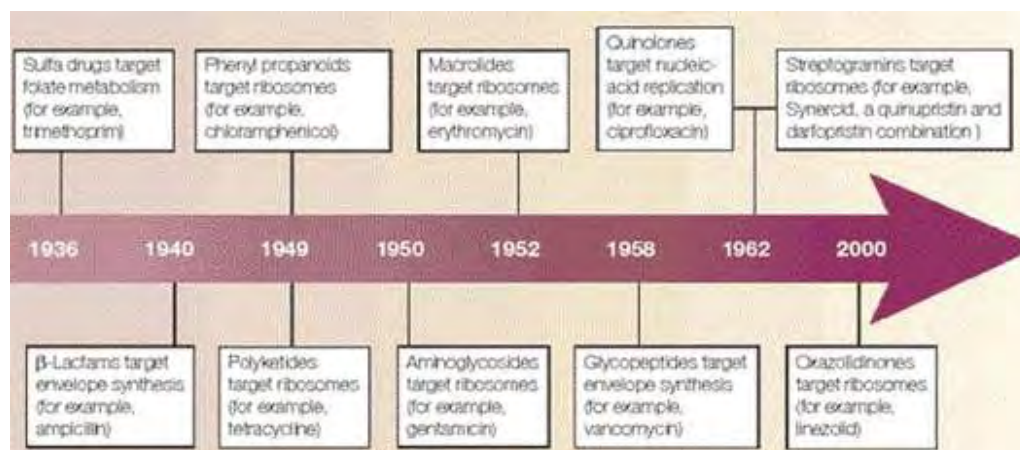 Sulfa drugs target
folate metabolism
(for example,
trimethoprim)
Phenyl propanoids
target ribosomes
(for example,
chloramphenicol)
Macrolides
target ribosomes
(for example,
erythromycin)
Quinolones
target nucleic-
acid replication
(for example,
ciprofloxacin)
Streptogramins target
ribosomes (for example,
Synercid, a quinupristin and
darfopristin combination )
1936 1940 1949 1950 1952 1958 1962 2000
β-Lactams target
envelope synthesis
(for example,
ampicillin)
Polyketides
target ribosomes
(for example,
tetracycline)
Aminoglycosides
target ribosomes
(for example,
gentamicin)
Glycopeptides target
envelope synthesis
(for example,
vancomycin)
Oxazolidinones
target ribosomes
(for example,
linezolid)